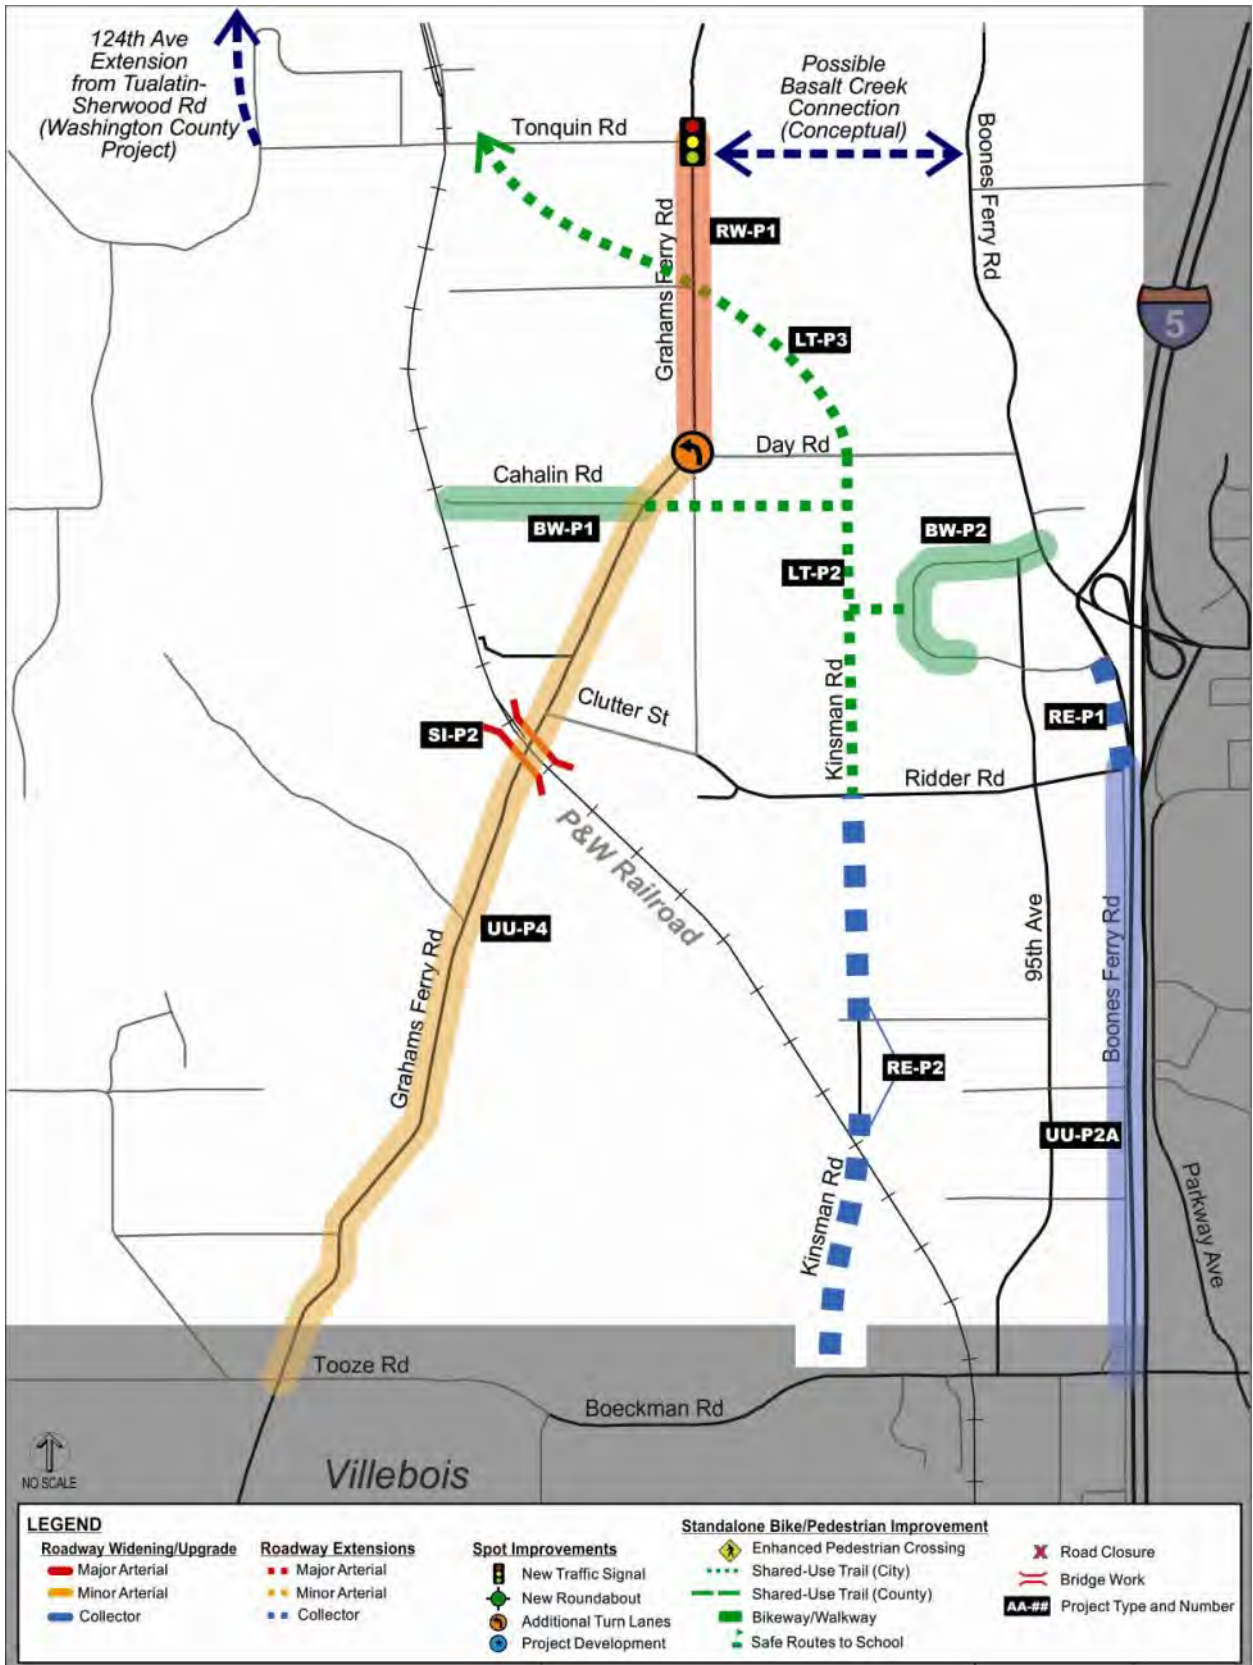 124th Ave
Extension
from Tualatin-
Sherwood Rd
(Washington County
Project)
Possible
Basalt Creek
Connection
(Conceptual)
Tonquin Rd
Boones Ferry Rd
Grahams Ferry Rd
RW-P1
5
LT-P3
Day Rd
Cahalin Rd
BW-P1
BW-P2
LT-P2
Kinsman Rd
Clutter St
SI-P2
RE-P1
Ridder Rd
P&W Railroad
UU-P4
Grahams Ferry Rd
95th Ave
Boones Ferry Rd
RE-P2
UU-P2A
Kinsman Rd
Parkway Ave
Tooze Rd
Boeckman Rd
Villebois
NO SCALE
LEGEND
Roadway Widening/Upgrade
Major Arterial
Minor Arterial
Collector
Roadway Extensions
Major Arterial
Minor Arterial
Collector
Spot Improvements
New Traffic Signal
New Roundabout
Additional Turn Lanes
Project Development
Standalone Bike/Pedestrian Improvement
Enhanced Pedestrian Crossing
Shared-Use Trail (City)
Shared-Use Trail (County)
Bikeway/Walkway
Safe Routes to School
Road Closure
Bridge Work
AA-## Project Type and Number